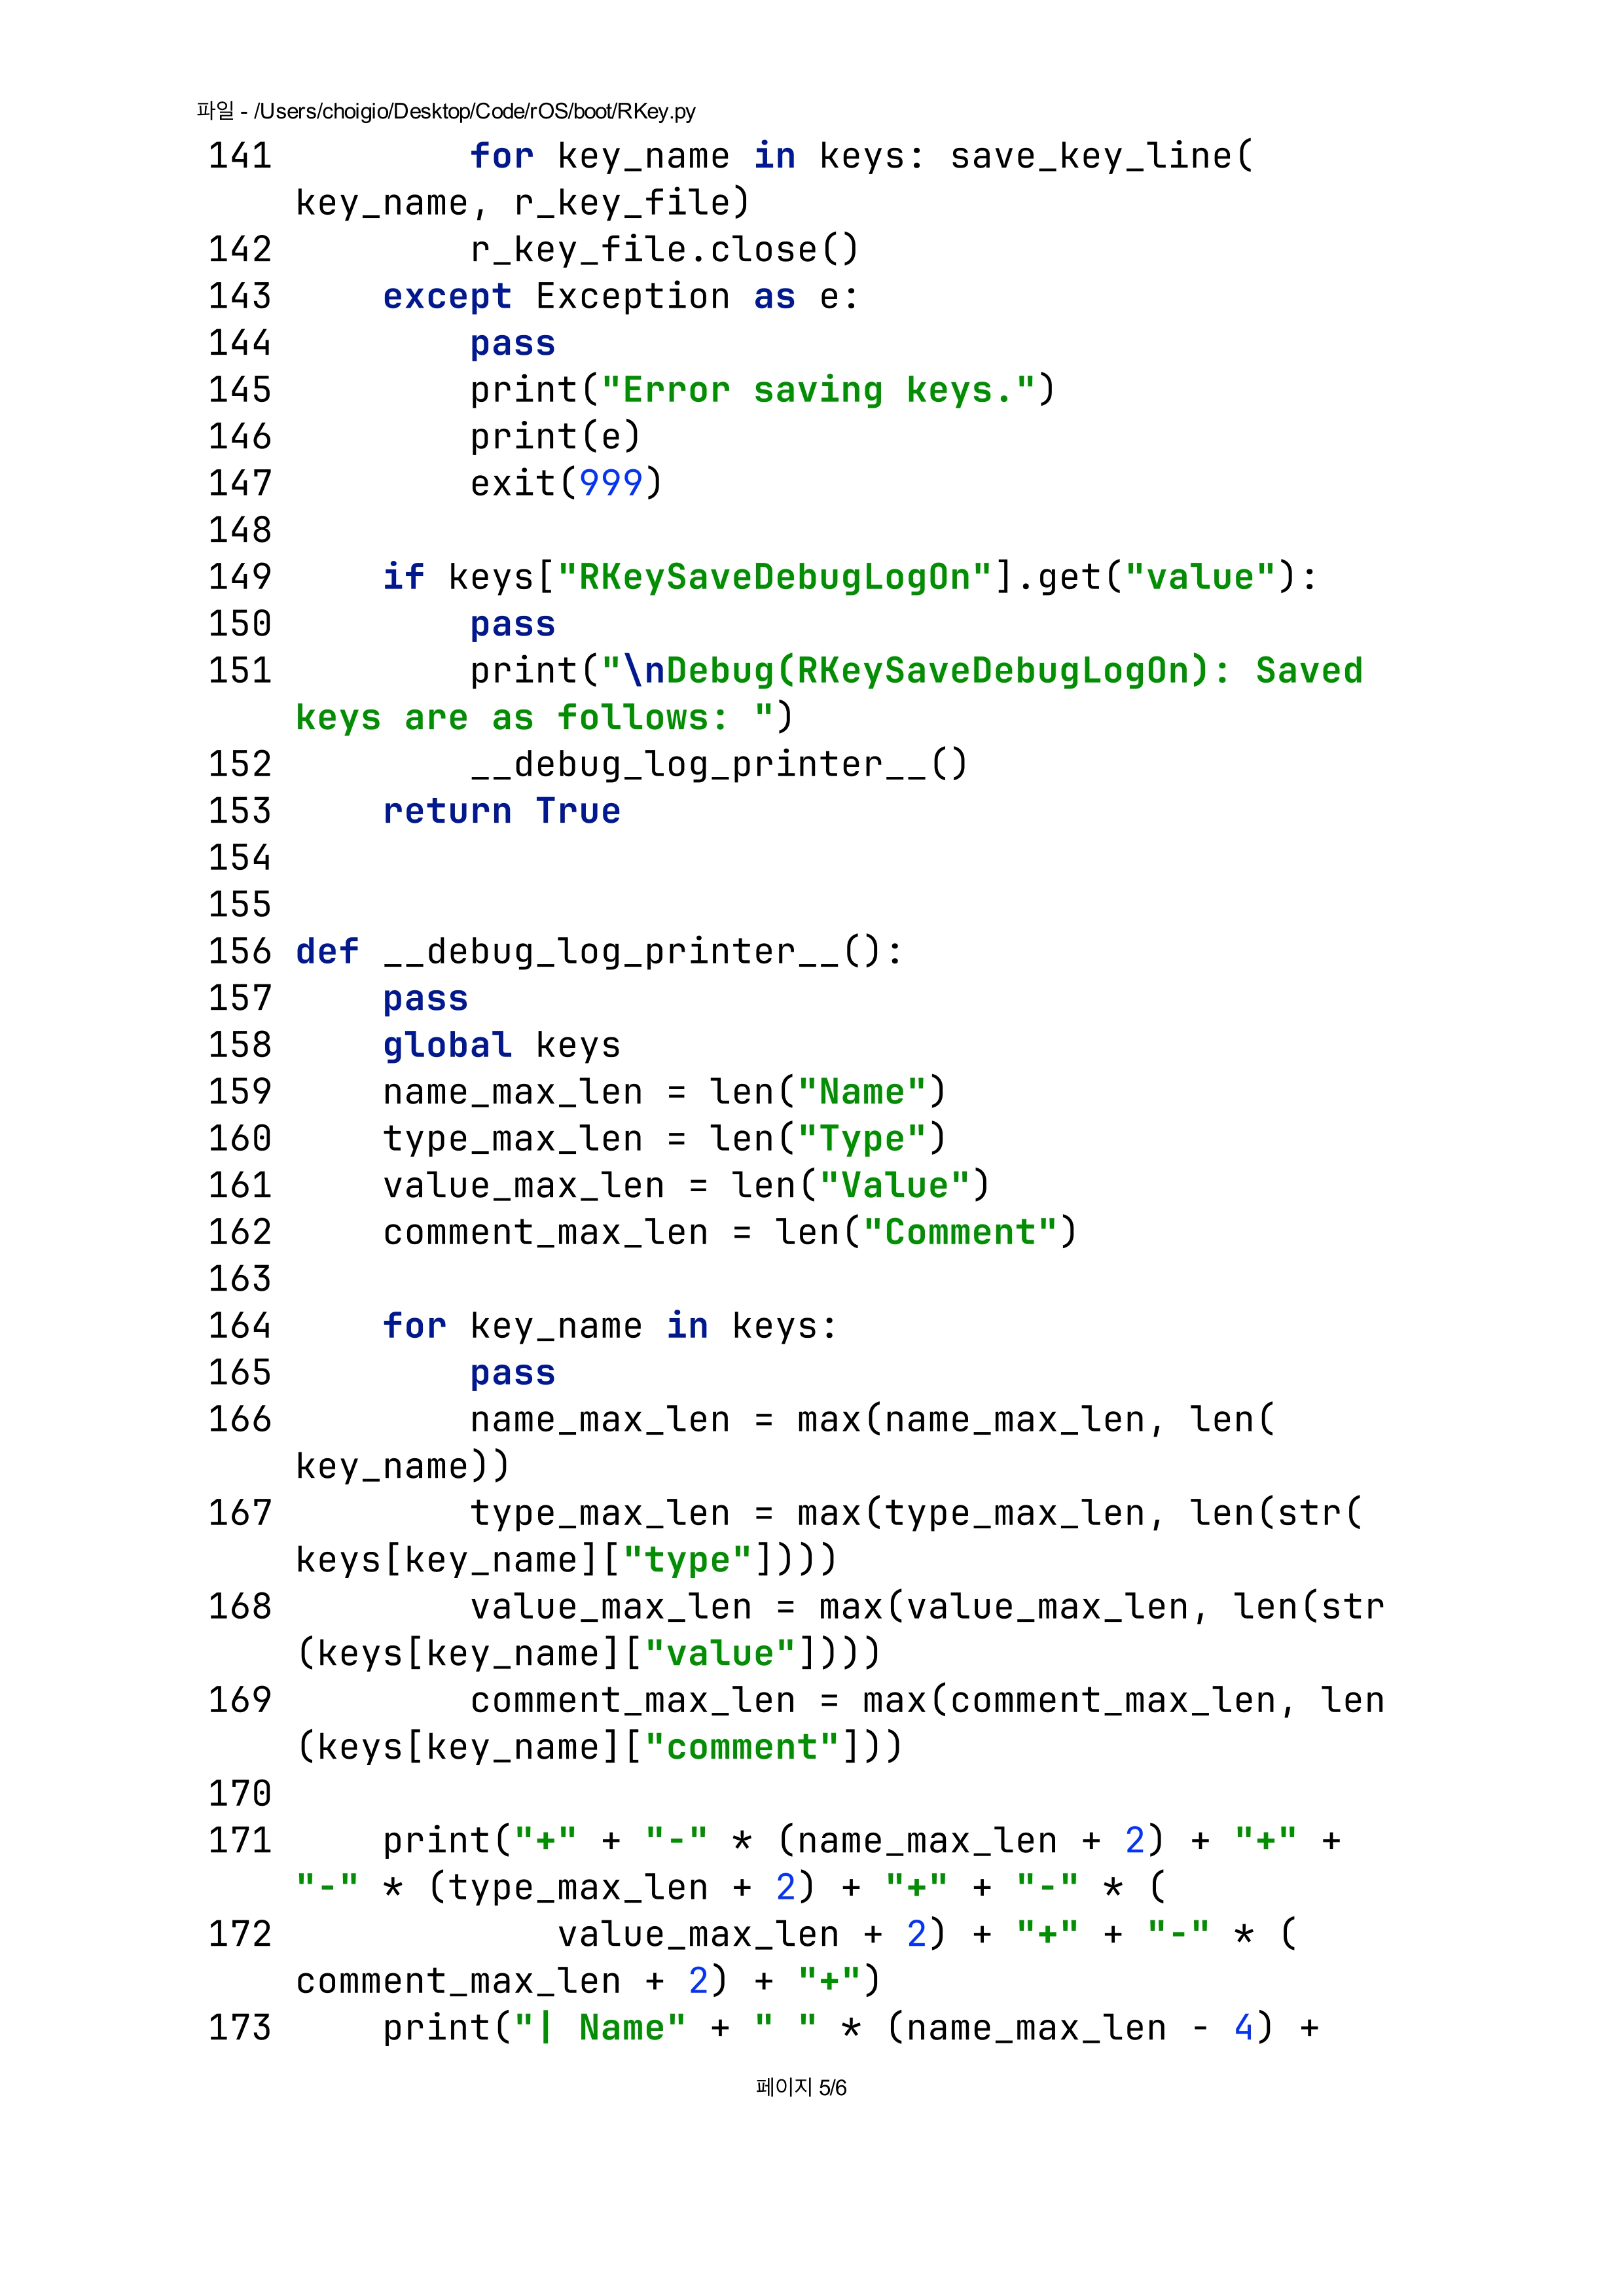 파일 - /Users/choigio/Desktop/Code/rOS/boot/RKey.py
141         for key_name in keys: save_key_line(
    key_name, r_key_file)
142         r_key_file.close()
143     except Exception as e:
144         pass
145         print("Error saving keys.")
146         print(e)
147         exit(999)
148
149     if keys["RKeySaveDebugLogOn"].get("value"):
150         pass
151         print("\nDebug(RKeySaveDebugLogOn): Saved
    keys are as follows: ")
152         __debug_log_printer__()
153     return True
154
155
156 def __debug_log_printer__():
157     pass
158     global keys
159     name_max_len = len("Name")
160     type_max_len = len("Type")
161     value_max_len = len("Value")
162     comment_max_len = len("Comment")
163
164     for key_name in keys:
165         pass
166         name_max_len = max(name_max_len, len(
    key_name))
167         type_max_len = max(type_max_len, len(str(
    keys[key_name]["type"])))
168         value_max_len = max(value_max_len, len(str
    (keys[key_name]["value"])))
169         comment_max_len = max(comment_max_len, len
    (keys[key_name]["comment"]))
170
171     print("+" + "-" * (name_max_len + 2) + "+" +
    "-" * (type_max_len + 2) + "+" + "-" * (
172             value_max_len + 2) + "+" + "-" * (
    comment_max_len + 2) + "+")
173     print("| Name" + " " * (name_max_len - 4) +
페이지 5/6